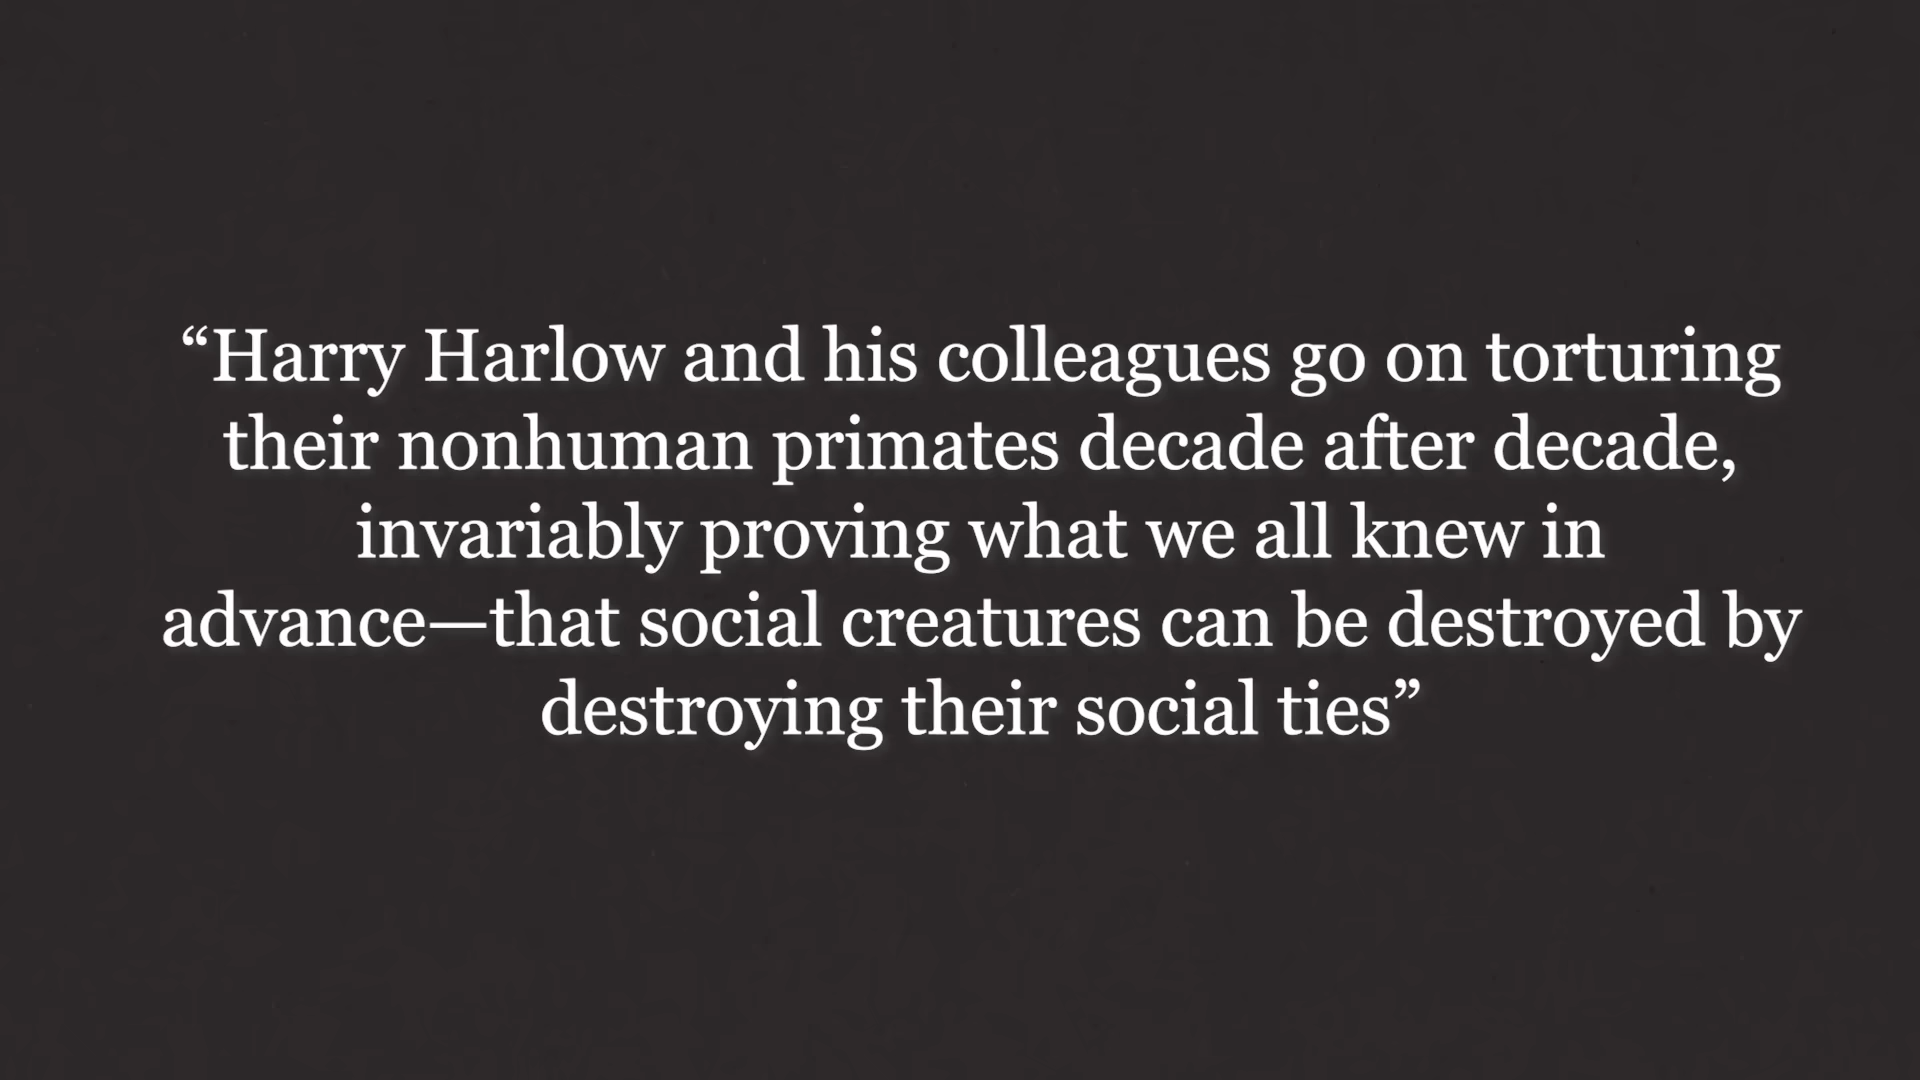 “Harry Harlow and his colleagues go on torturing
their nonhuman primates decade after decade,
invariably proving what we all knew in
advance—that social creatures can be destroyed by
destroying their social ties”